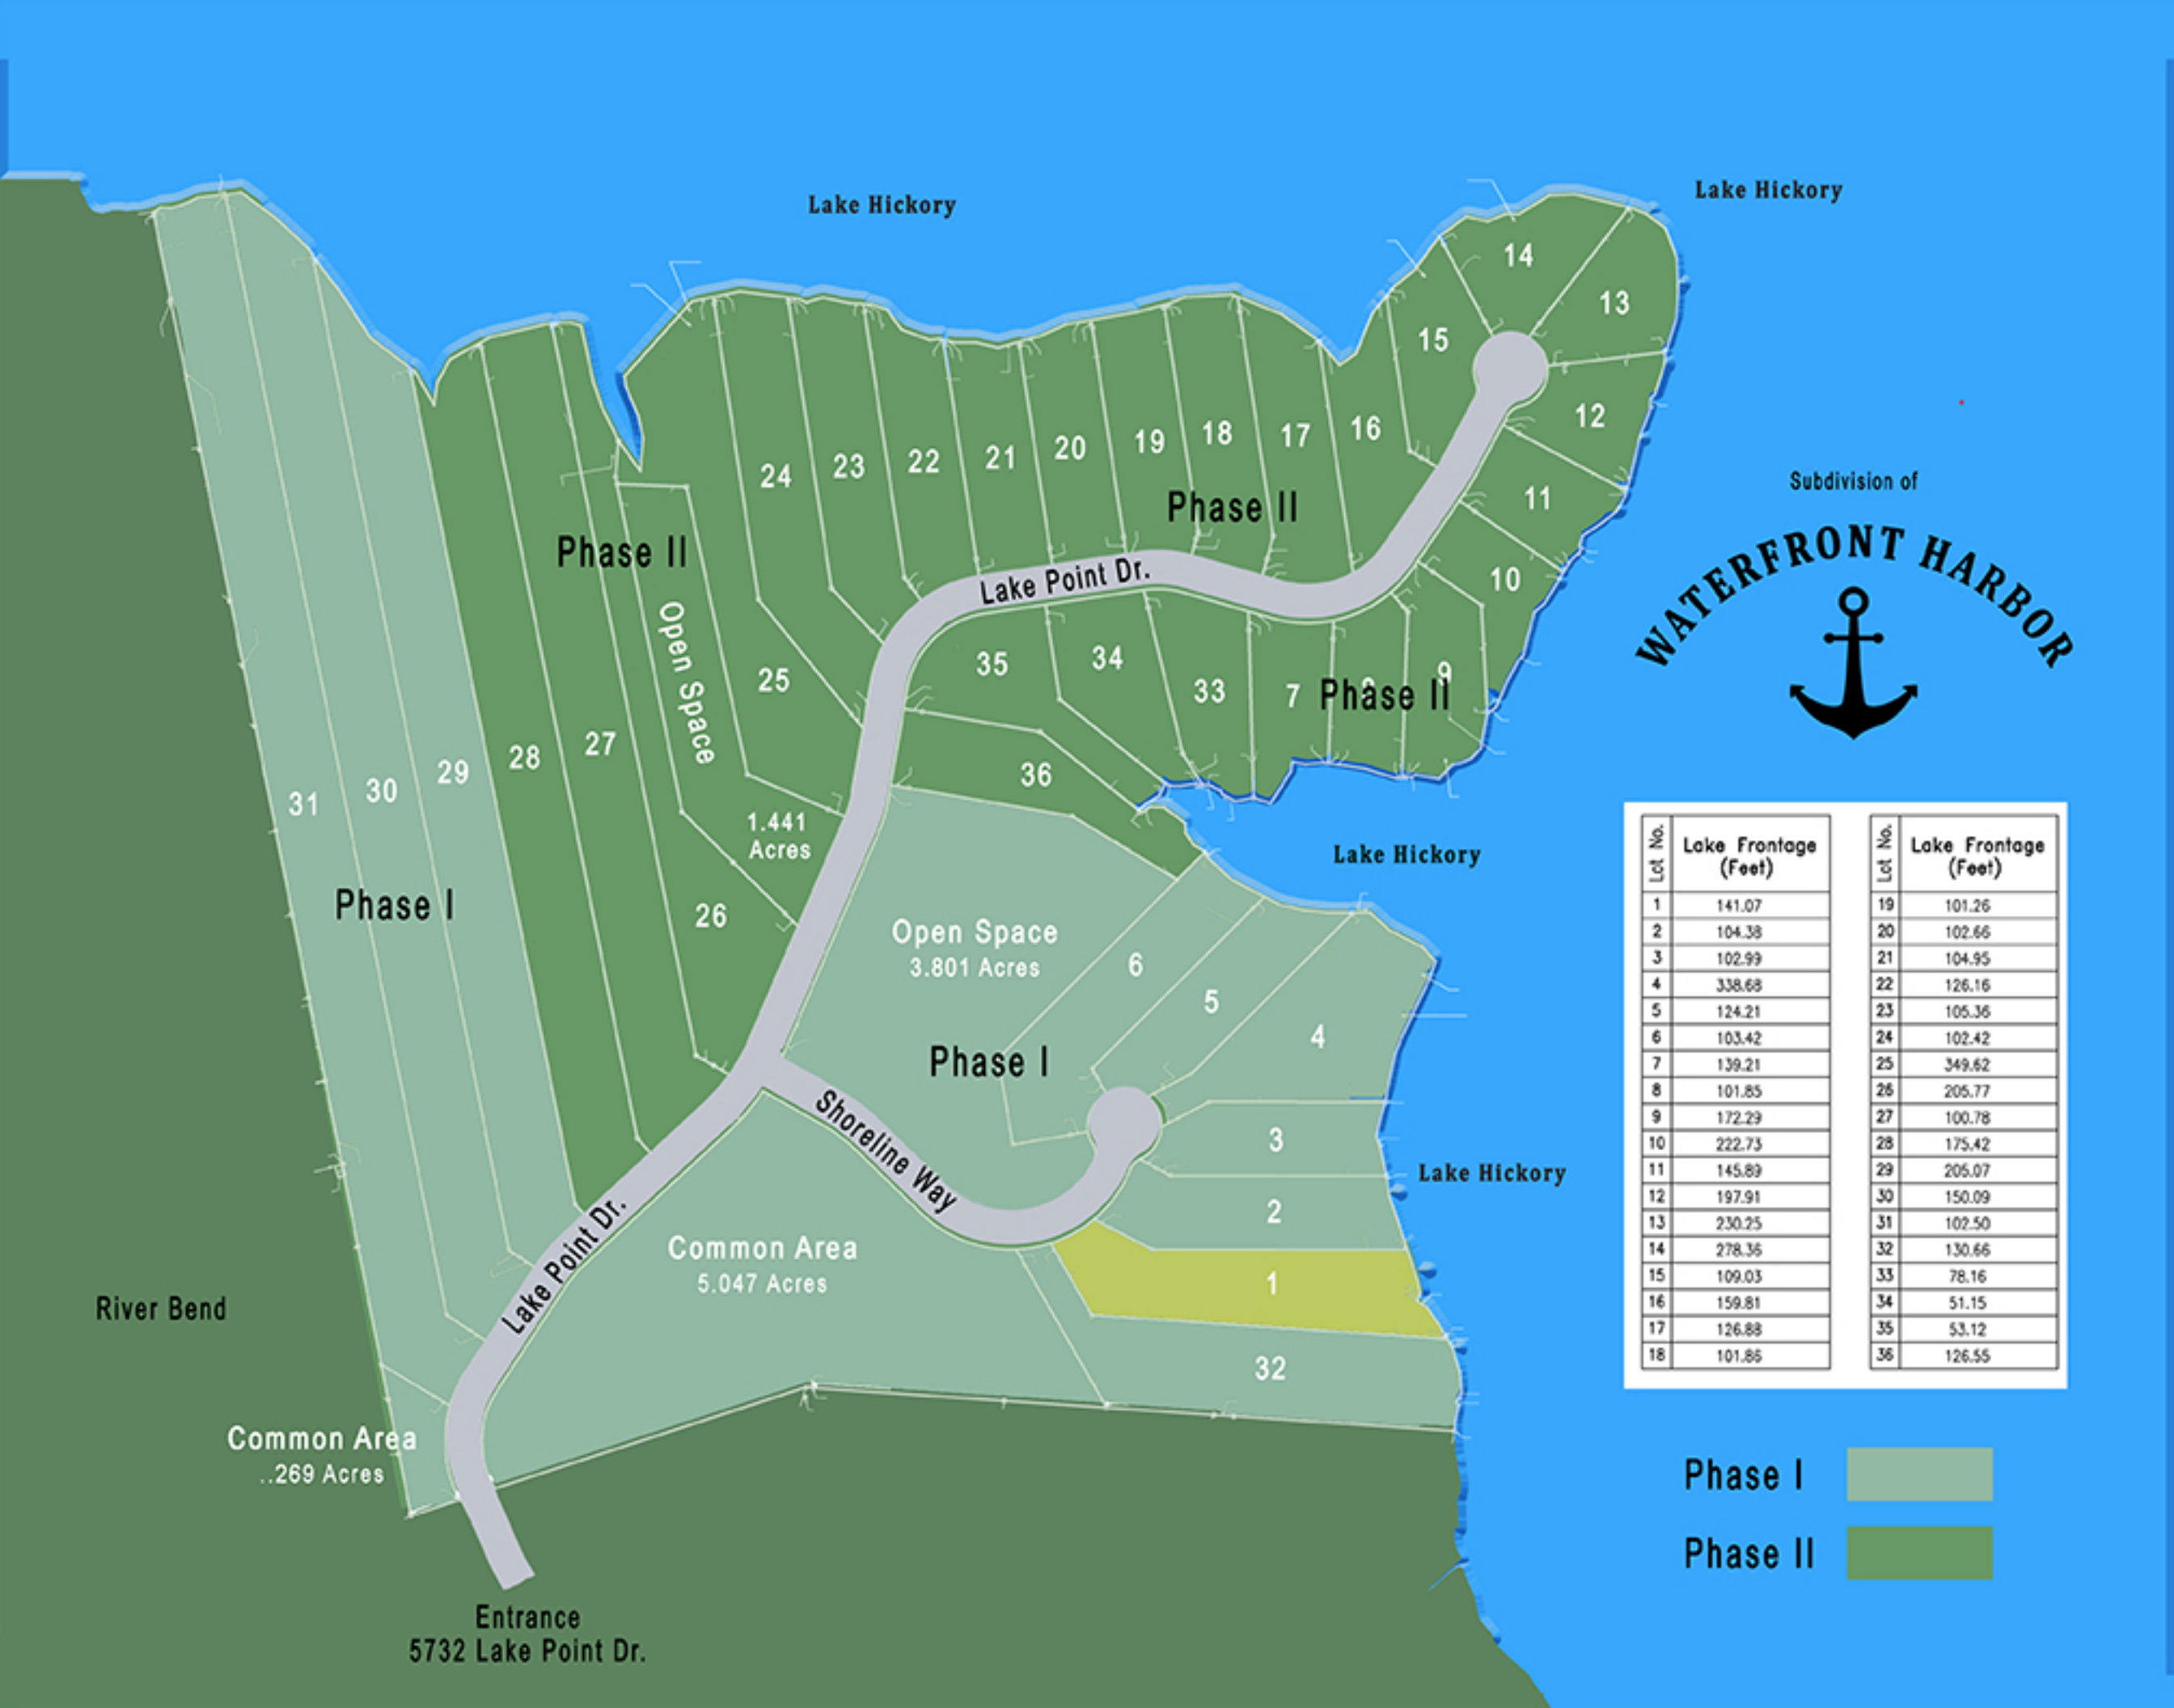 Lake Hickory
Lake Hickory
14
13
15
12
24
23
22
21
20
19
18
17
16
11
Phase II
Phase II
Subdivision of
WATERFRONT HARBOR
Lake Point Dr.
10
Open Space
25
35
34
33
7
Phase II
9
28
27
29
30
31
36
1.441
Acres
Lake Hickory
Phase I
26
Open Space
3.801 Acres
6
5
4
Phase I
Shoreline Way
3
Lake Hickory
2
Common Area
5.047 Acres
1
Lake Point Dr.
River Bend
32
Common Area
..269 Acres
Entrance
5732 Lake Point Dr.
Lot No. Lake Frontage (Feet)
1 141.07
2 104.38
3 102.99
4 338.68
5 124.21
6 103.42
7 139.21
8 101.85
9 172.29
10 222.73
11 145.89
12 197.91
13 230.25
14 278.36
15 109.03
16 159.81
17 126.88
18 101.86
Lot No. Lake Frontage (Feet)
19 101.26
20 102.66
21 104.95
22 126.16
23 105.36
24 102.42
25 349.62
26 205.77
27 100.78
28 175.42
29 205.07
30 150.09
31 102.50
32 130.66
33 78.16
34 51.15
35 53.12
36 126.55
Phase I
Phase II